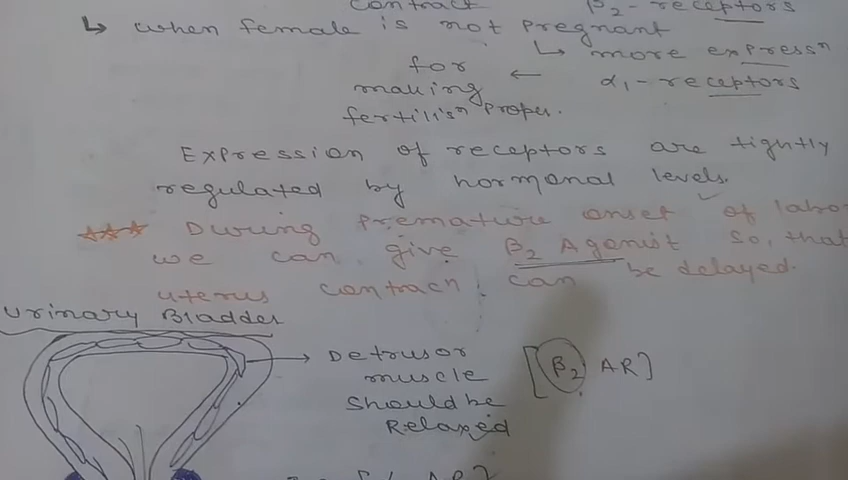 contract β2-receptors
↳ when female is not pregnant
↳ more expressn
for ← α1-receptors
making
fertilisn proper.
Expression of receptors are tightly
regulated by hormonal levels.
*** During premature onset of labo
we can give β2 Agonist so, that
uterus contracn can be delayed.
Urinary Bladder
→ Detrusor [β2 AR]
muscle
should be
Relaxed
AR]